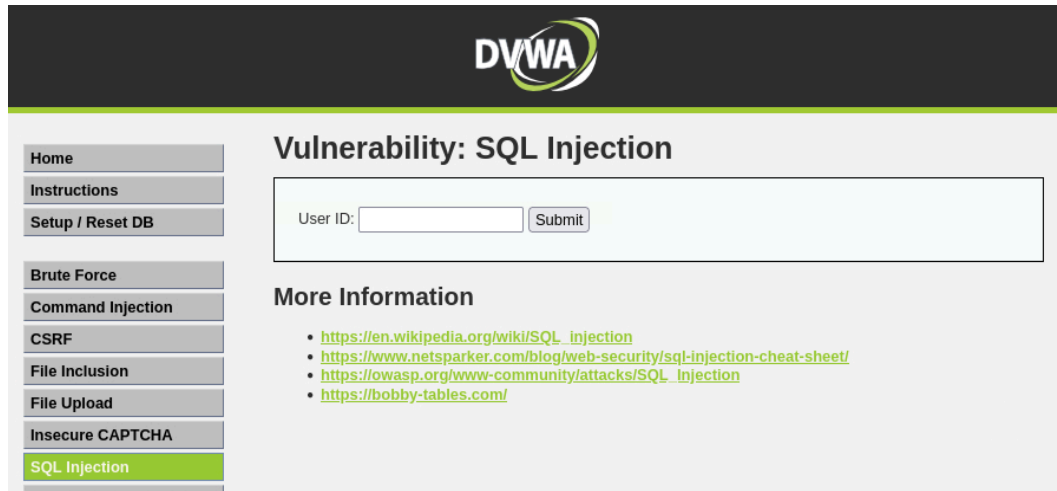 DVWA
Home
Instructions
Setup / Reset DB
Brute Force
Command Injection
CSRF
File Inclusion
File Upload
Insecure CAPTCHA
SQL Injection
Vulnerability: SQL Injection
User ID: Submit
More Information
https://en.wikipedia.org/wiki/SQL_injection
https://www.netsparker.com/blog/web-security/sql-injection-cheat-sheet/
https://owasp.org/www-community/attacks/SQL_Injection
https://bobby-tables.com/